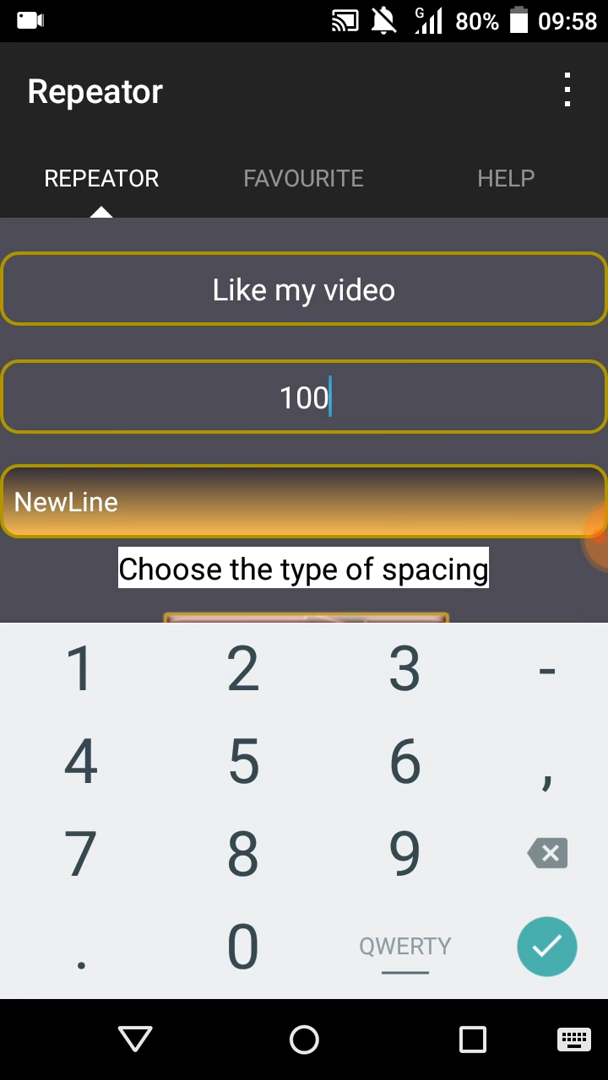 G 80% 09:58
Repeator
REPEATOR FAVOURITE HELP
Like my video
100
NewLine
Choose the type of spacing
1 2 3 -
4 5 6 ,
7 8 9
. 0 QWERTY